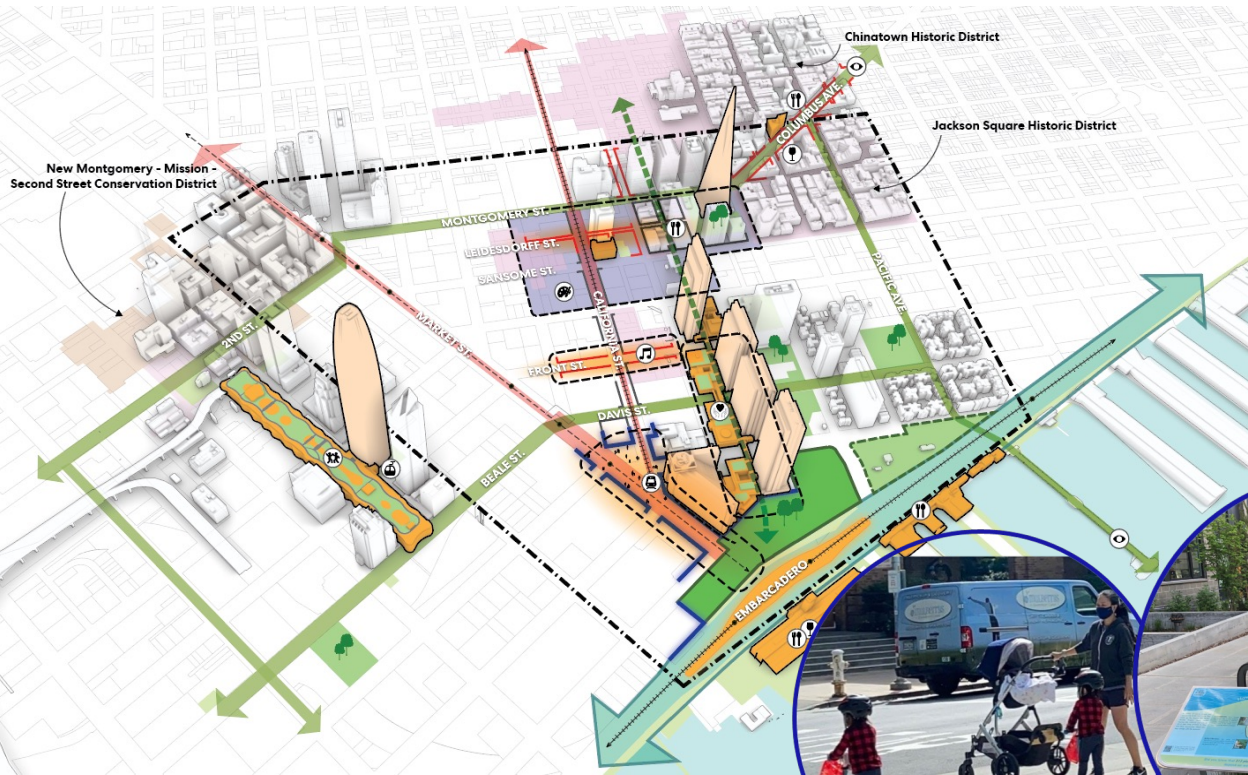 Chinatown Historic District
COLUMBUS AVE.
Jackson Square Historic District
New Montgomery - Mission -
Second Street Conservation District
MONTGOMERY ST.
LEIDESDORFF ST.
SANSOME ST.
CALIFORNIA ST.
PACIFIC AVE
2ND ST.
MARKET ST.
FRONT ST.
DAVIS ST.
BEALE ST.
EMBARCADERO